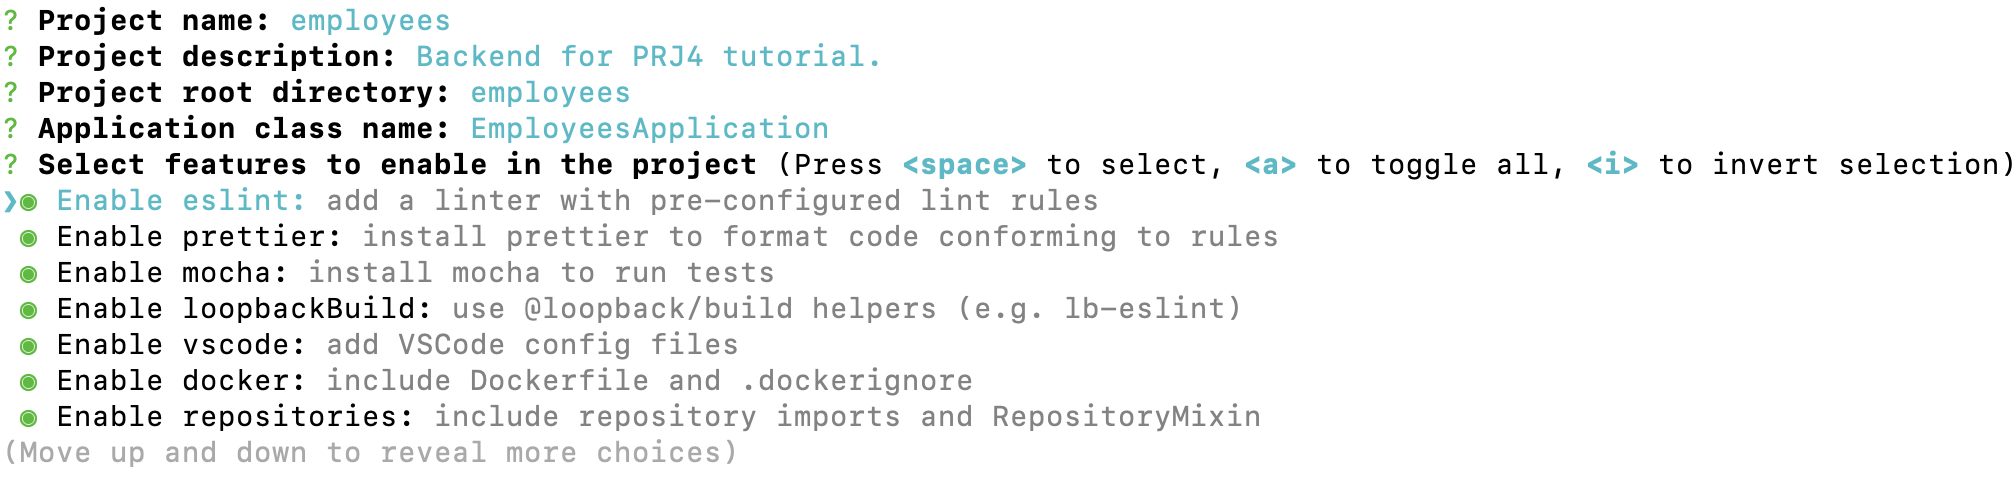 ? Project name: employees
? Project description: Backend for PRJ4 tutorial.
? Project root directory: employees
? Application class name: EmployeesApplication
? Select features to enable in the project (Press <space> to select, <a> to toggle all, <i> to invert selection)
❯◉ Enable eslint: add a linter with pre-configured lint rules
◉ Enable prettier: install prettier to format code conforming to rules
◉ Enable mocha: install mocha to run tests
◉ Enable loopbackBuild: use @loopback/build helpers (e.g. lb-eslint)
◉ Enable vscode: add VSCode config files
◉ Enable docker: include Dockerfile and .dockerignore
◉ Enable repositories: include repository imports and RepositoryMixin
(Move up and down to reveal more choices)